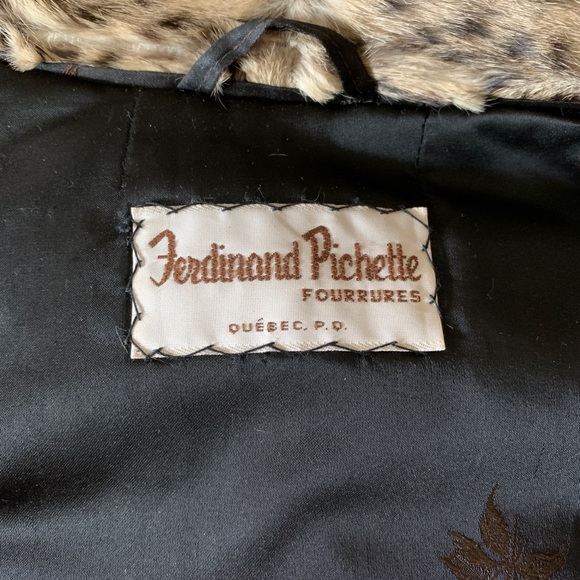 Ferdinand Pichette
FOURRURES
QUÉBEC, P.Q.